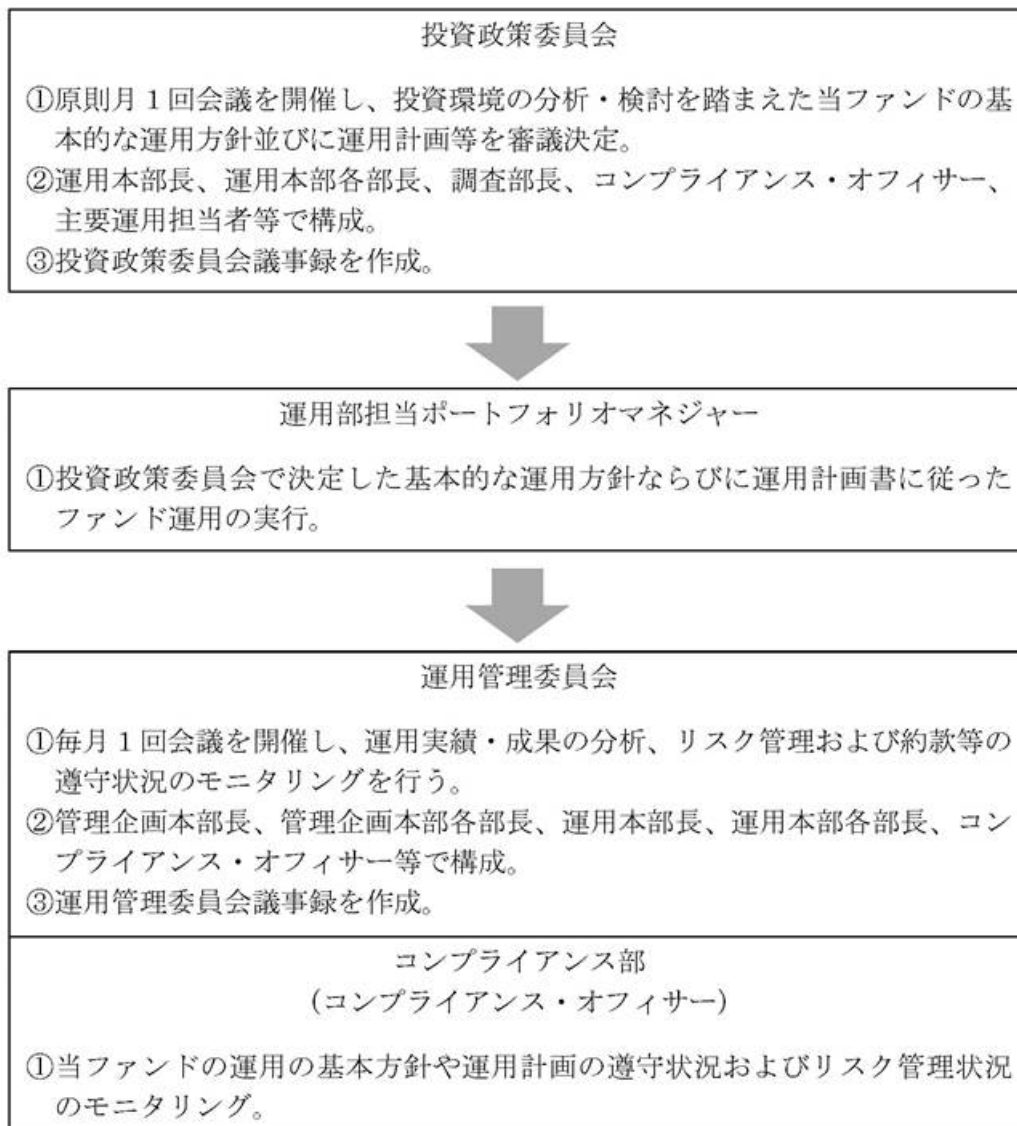 投資政策委員会
①原則月1回会議を開催し、投資環境の分析・検討を踏まえた当ファンドの基
本的な運用方針並びに運用計画等を審議決定。
②運用本部長、運用本部各部長、調査部長、コンプライアンス・オフィサー、
主要運用担当者等で構成。
③投資政策委員会議事録を作成。
運用部担当ポートフォリオマネジャー
①投資政策委員会で決定した基本的な運用方針ならびに運用計画書に従った
ファンド運用の実行。
運用管理委員会
①毎月1回会議を開催し、運用実績・成果の分析、リスク管理および約款等の
遵守状況のモニタリングを行う。
②管理企画本部長、管理企画本部各部長、運用本部長、運用本部各部長、コン
プライアンス・オフィサー等で構成。
③運用管理委員会議事録を作成。
コンプライアンス部
(コンプライアンス・オフィサー)
①当ファンドの運用の基本方針や運用計画の遵守状況およびリスク管理状況
のモニタリング。